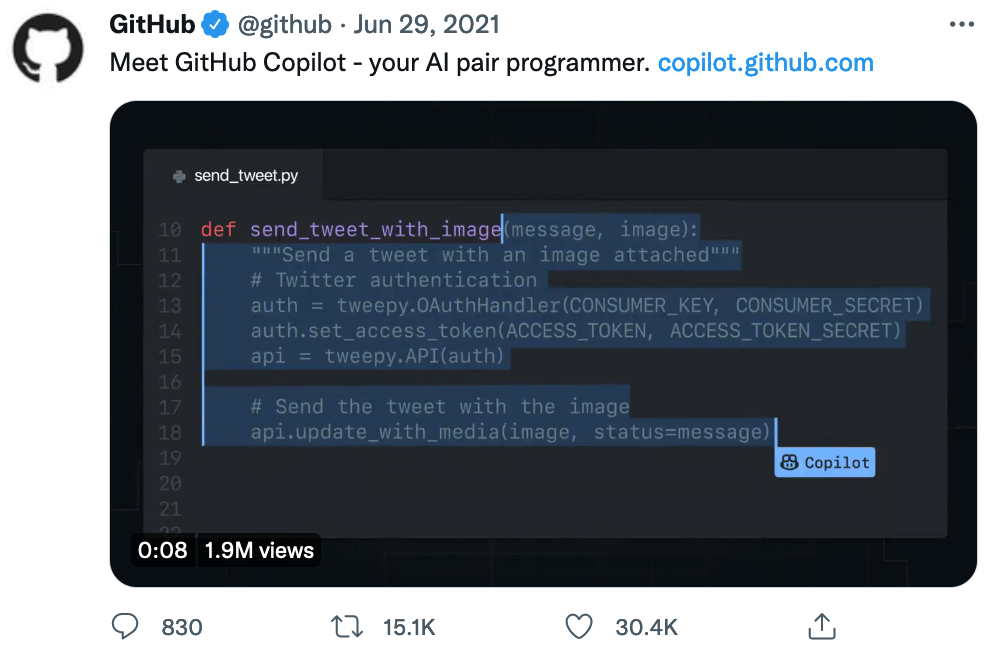 GitHub @github · Jun 29, 2021
Meet GitHub Copilot - your AI pair programmer. copilot.github.com
send_tweet.py
10 def send_tweet_with_image(message, image):
11 """Send a tweet with an image attached"""
12 # Twitter authentication
13 auth = tweepy.OAuthHandler(CONSUMER_KEY, CONSUMER_SECRET)
14 auth.set_access_token(ACCESS_TOKEN, ACCESS_TOKEN_SECRET)
15 api = tweepy.API(auth)
16
17 # Send the tweet with the image
18 api.update_with_media(image, status=message)
19
Copilot
20
21
22
0:08 1.9M views
830 15.1K 30.4K